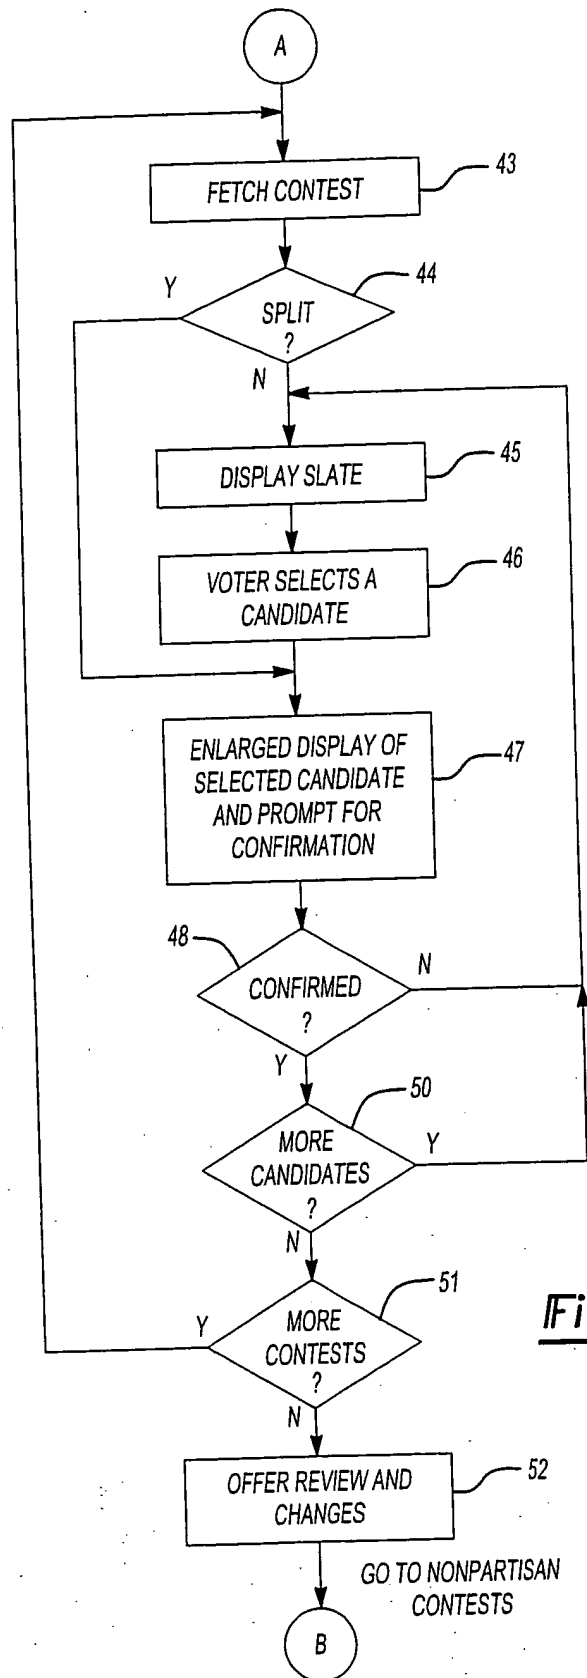 A
FETCH CONTEST
43
Y
SPLIT
?
44
N
DISPLAY SLATE
45
VOTER SELECTS A
CANDIDATE
46
ENLARGED DISPLAY OF
SELECTED CANDIDATE
AND PROMPT FOR
CONFIRMATION
47
48
CONFIRMED
?
N
Y
50
MORE
CANDIDATES
?
Y
N
51
Y
MORE
CONTESTS
?
Fi
N
OFFER REVIEW AND
CHANGES
52
GO TO NONPARTISAN
CONTESTS
B